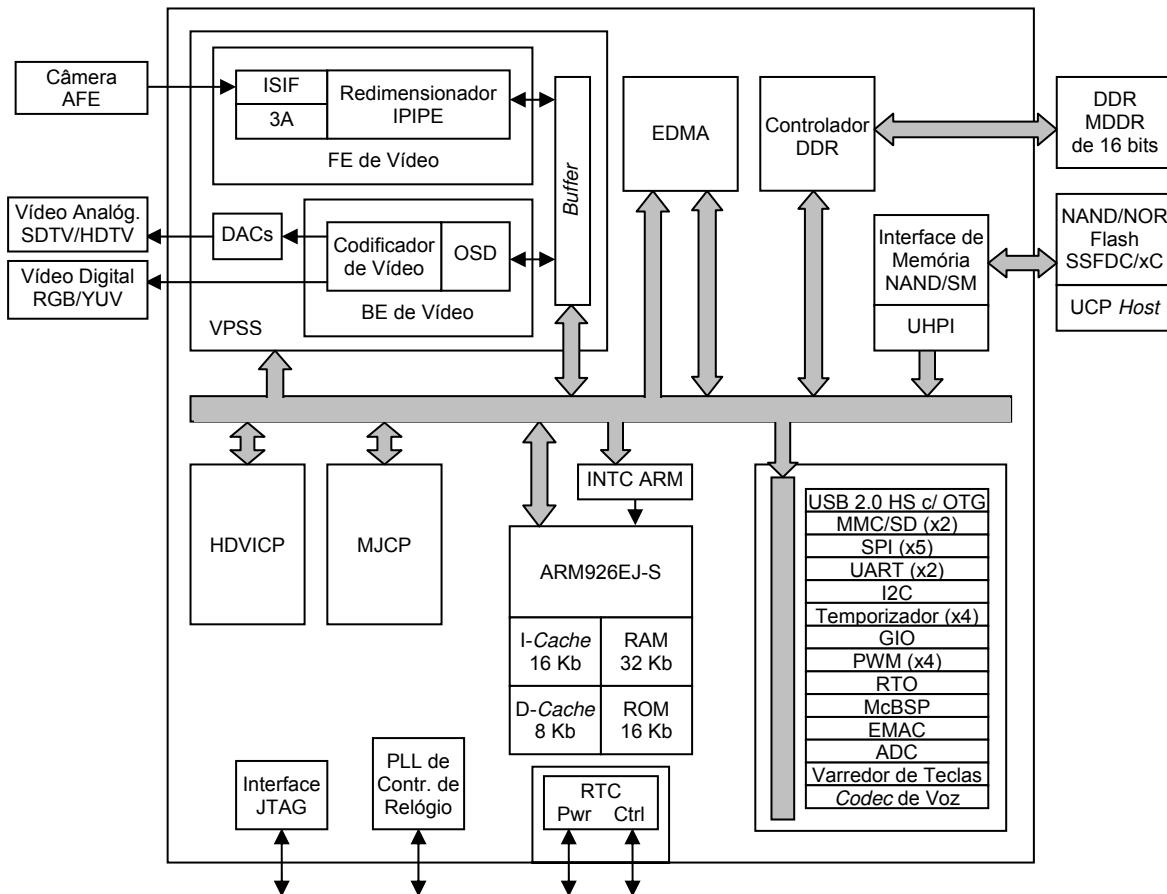 Câmera
AFE
ISIF
3A
Redimensionador
IPIPE
FE de Vídeo
Buffer
Vídeo Analóg.
SDTV/HDTV
DACs
Vídeo Digital
RGB/YUV
Codificador
de Vídeo
OSD
BE de Vídeo
VPSS
EDMA
Controlador
DDR
DDR
MDDR
de 16 bits
Interface de
Memória
NAND/SM
UHPI
NAND/NOR
Flash
SSFDC/xC
UCP Host
HDVICP
MJCP
INTC ARM
ARM926EJ-S
I-Cache
16 Kb
RAM
32 Kb
D-Cache
8 Kb
ROM
16 Kb
USB 2.0 HS c/ OTG
MMC/SD (x2)
SPI (x5)
UART (x2)
I2C
Temporizador (x4)
GIO
PWM (x4)
RTO
McBSP
EMAC
ADC
Varredor de Teclas
Codec de Voz
Interface
JTAG
PLL de
Contr. de
Relógio
RTC
Pwr Ctrl